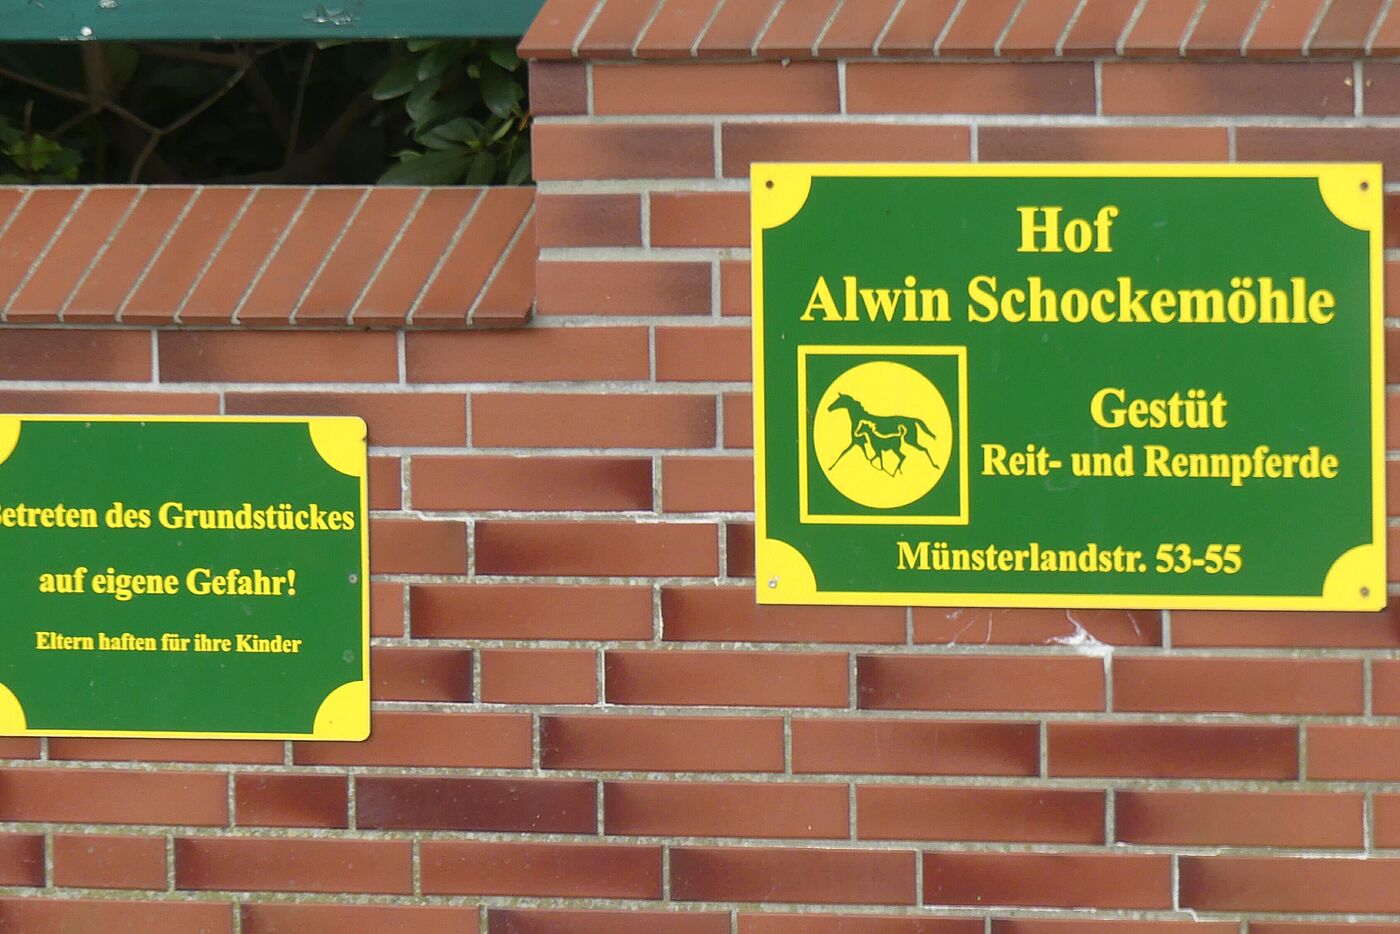 Hof
Alwin Schockemöhle
Gestüt
Reit- und Rennpferde
Münsterlandstr. 53-55
Betreten des Grundstückes
auf eigene Gefahr!
Eltern haften für ihre Kinder